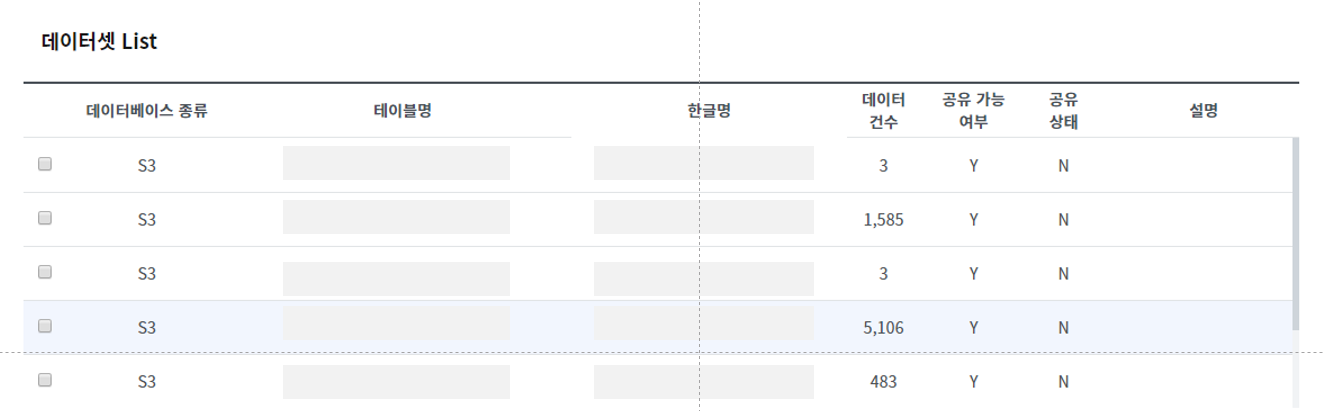 데이터셋 List
데이터베이스 종류 테이블명 한글명 데이터 건수 공유 가능 여부 공유 상태 설명
S3 3 Y N
S3 1,585 Y N
S3 3 Y N
S3 5,106 Y N
S3 483 Y N